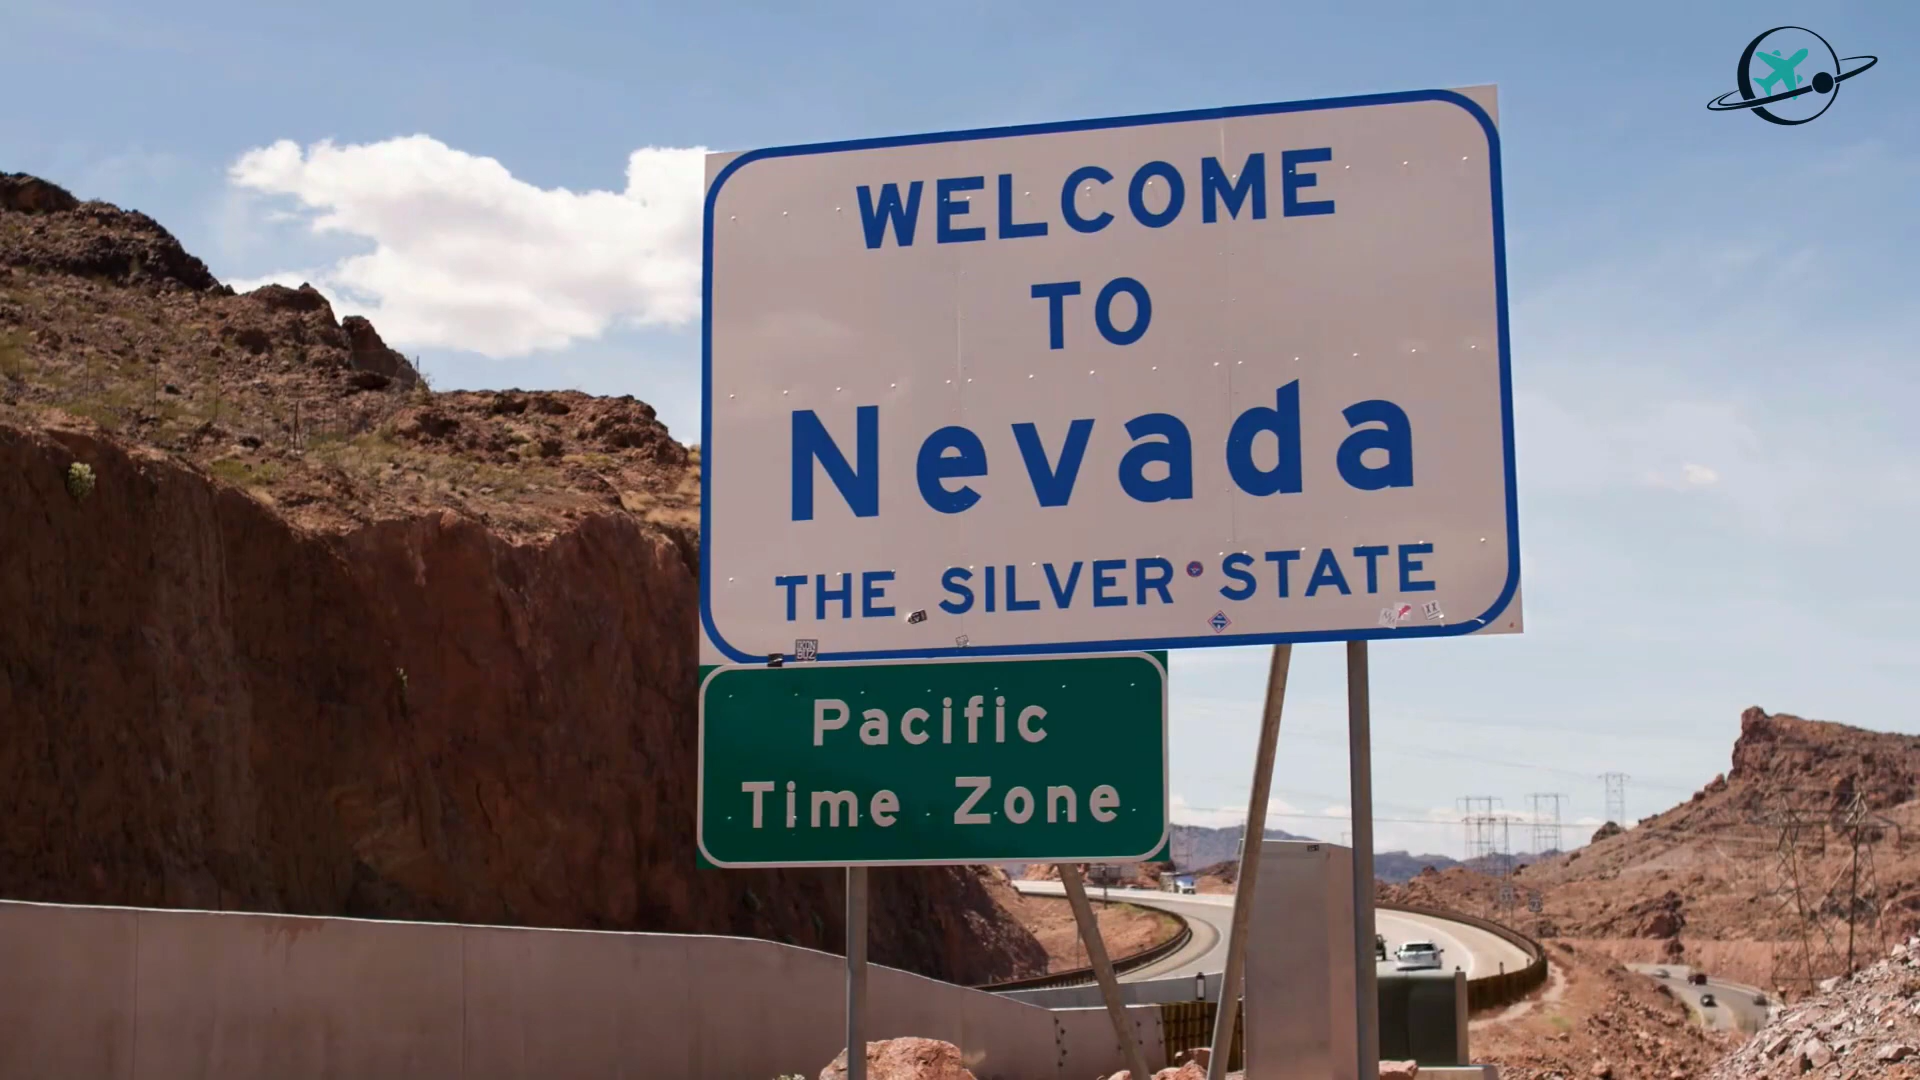 WELCOME
TO
Nevada
THE SILVER STATE
Pacific
Time Zone